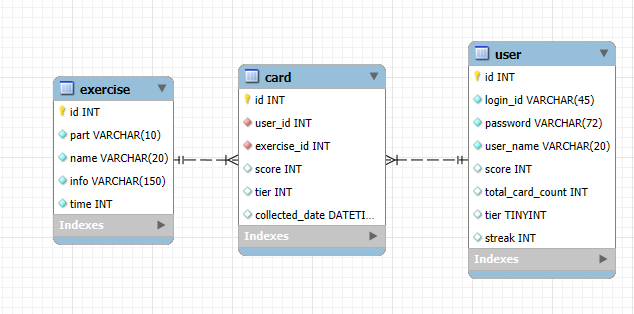 exercise
id INT
part VARCHAR(10)
name VARCHAR(20)
info VARCHAR(150)
time INT
Indexes
card
id INT
user_id INT
exercise_id INT
score INT
tier INT
collected_date DATETI...
Indexes
user
id INT
login_id VARCHAR(45)
password VARCHAR(72)
user_name VARCHAR(20)
score INT
total_card_count INT
tier TINYINT
streak INT
Indexes